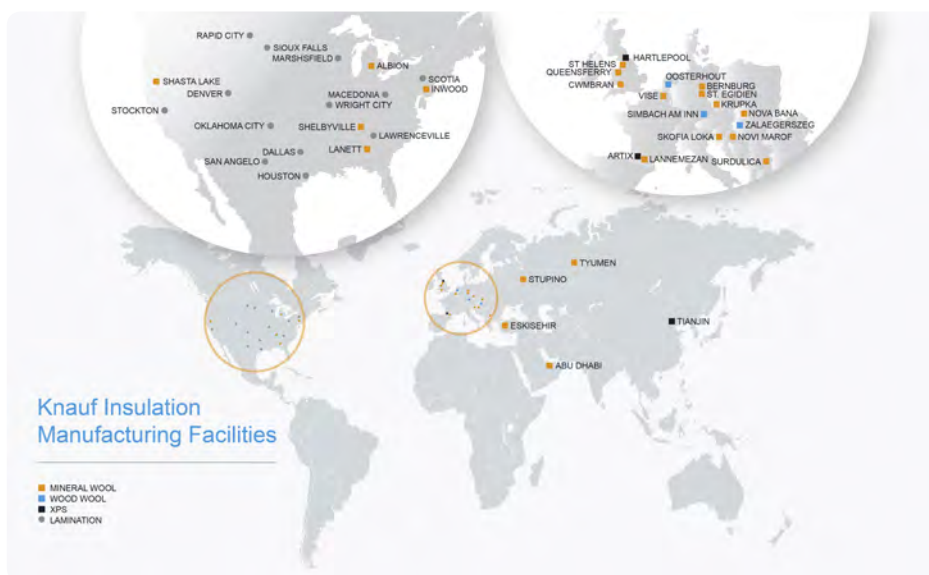 RAPID CITY
SIOUX FALLS
MARSHSFIELD
ALBION
SHASTA LAKE
DENVER
STOCKTON
SCOTIA
INWOOD
MACEDONIA
WRIGHT CITY
OKLAHOMA CITY
SHELBYVILLE
LAWRENCEVILLE
DALLAS
LANETT
SAN ANGELO
HOUSTON
HARTLEPOOL
ST HELENS
QUEENSFERRY
CWMBRAN
OOSTERHOUT
BERNBURG
ST. EGIDIEN
VISE
KRUPKA
SIMBACH AM INN
NOVA BANA
ZALAEGERSZEG
SKOFIA LOKA
NOVI MAROF
ARTIX
LANNEMEZAN
SURDULICA
TYUMEN
STUPINO
ESKISEHIR
TIANJIN
ABU DHABI
Knauf Insulation
Manufacturing Facilities
MINERAL WOOL
WOOD WOOL
XPS
LAMINATION